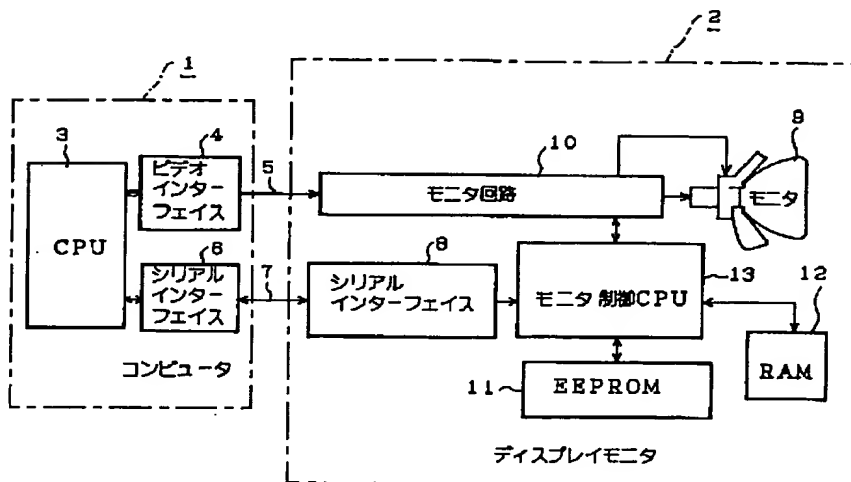 1
2
3
4
ビデオ
インター
フェイス
5
CPU
6
シリアル
インター
フェイス
7
コンピュータ
10
モニタ回路
9
モニタ
8
シリアル
インターフェイス
13
モニタ制御CPU
12
RAM
11
EEPROM
ディスプレイモニタ